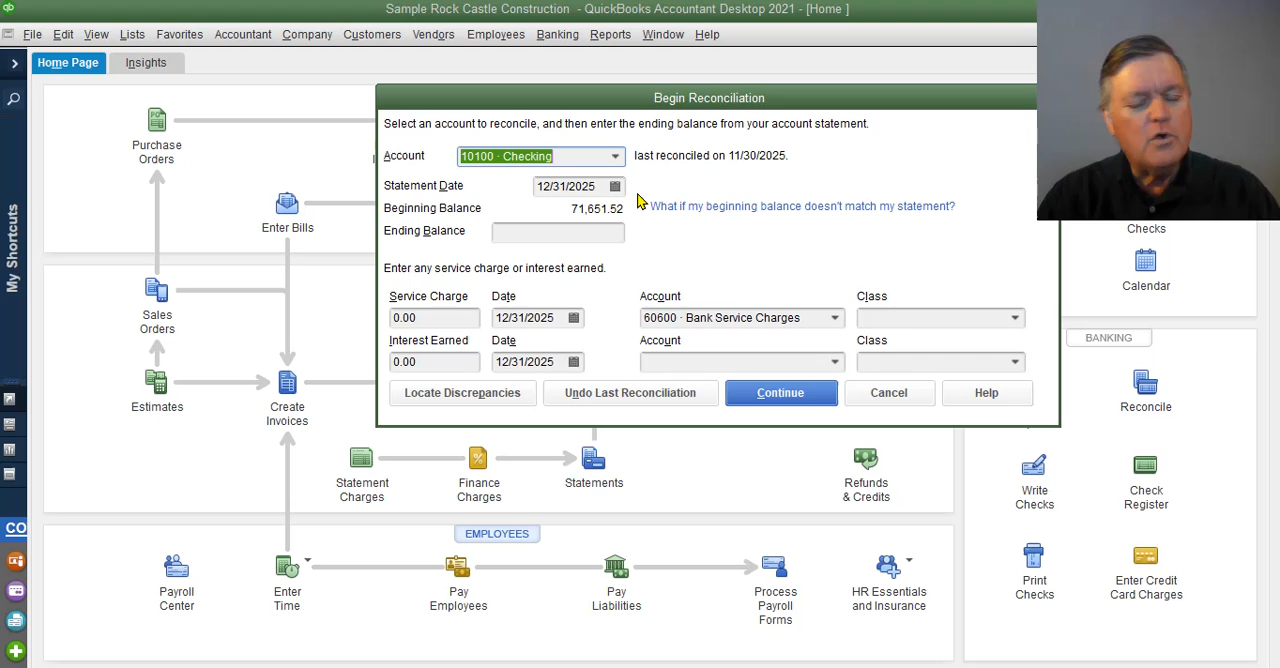 Sample Rock Castle Construction - QuickBooks Accountant Desktop 2021 - [Home ]
File Edit View Lists Favorites Accountant Company Customers Vendors Employees Banking Reports Window Help
Home Page Insights
My Shortcuts
Purchase
Orders
Enter Bills
Sales
Orders
Estimates
Create
Invoices
Begin Reconciliation
Select an account to reconcile, and then enter the ending balance from your account statement.
Account 10100 · Checking last reconciled on 11/30/2025.
Statement Date 12/31/2025
Beginning Balance 71,651.52 What if my beginning balance doesn't match my statement?
Ending Balance
Enter any service charge or interest earned.
Service Charge Date Account Class
0.00 12/31/2025 60600 · Bank Service Charges
Interest Earned Date Account Class
0.00 12/31/2025
Locate Discrepancies Undo Last Reconciliation Continue Cancel Help
Statement
Charges
Finance
Charges
Statements
Refunds
& Credits
Checks
Calendar
BANKING
Reconcile
Write
Checks
Check
Register
Print
Checks
Enter Credit
Card Charges
EMPLOYEES
Payroll
Center
Enter
Time
Pay
Employees
Pay
Liabilities
Process
Payroll
Forms
HR Essentials
and Insurance
CO